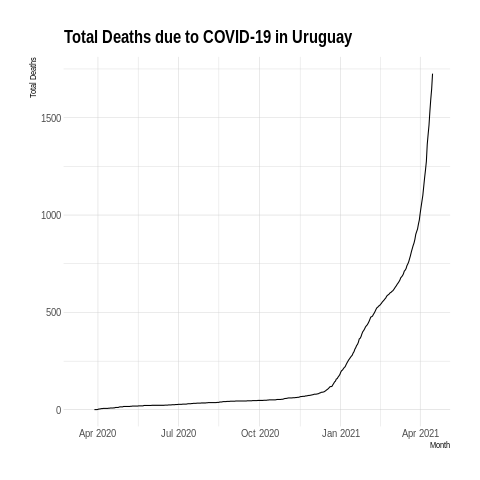 Total Deaths due to COVID-19 in Uruguay
Total Deaths
1500
1000
500
0
Apr 2020 Jul 2020 Oct 2020 Jan 2021 Apr 2021
Month